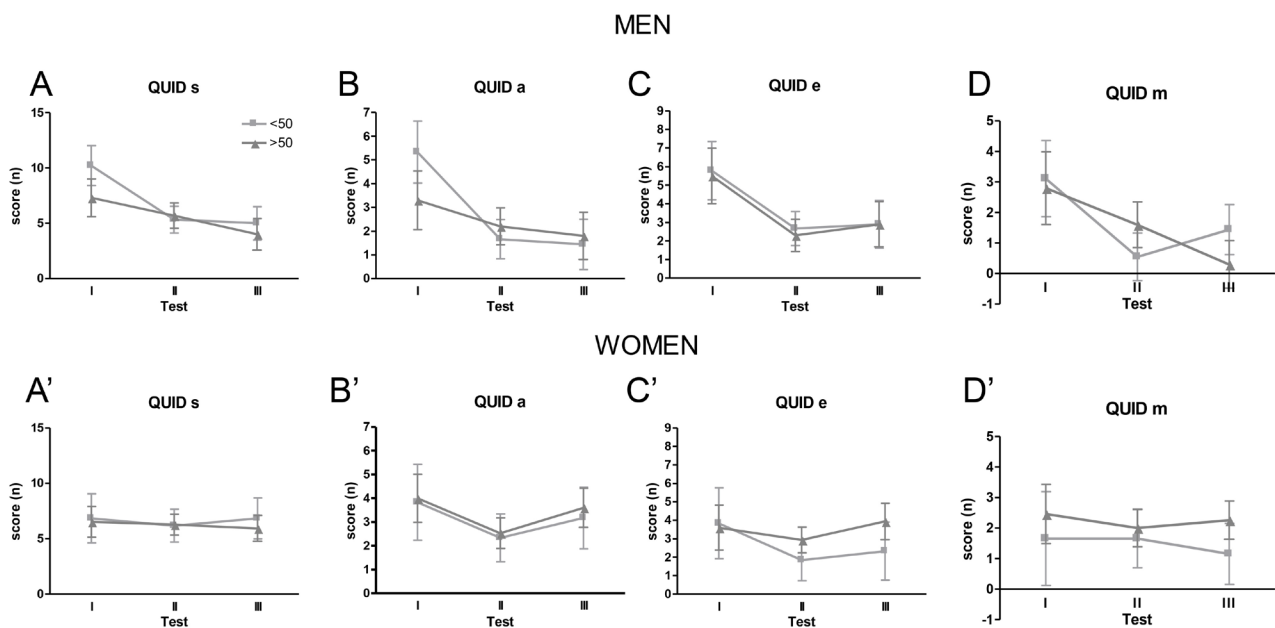 MEN
A
QUID s
15
10
5
0
score (n)
<50
>50
I
II
III
Test
B
QUID a
7
6
5
4
3
2
1
0
score (n)
I
II
III
Test
C
QUID e
9
8
7
6
5
4
3
2
1
0
score (n)
I
II
III
Test
D
QUID m
5
4
3
2
1
0
-1
score (n)
I
II
III
Test
WOMEN
A'
QUID s
15
10
5
0
score (n)
I
II
III
Test
B'
QUID a
7
6
5
4
3
2
1
0
score (n)
I
II
III
Test
C'
QUID e
9
8
7
6
5
4
3
2
1
0
score (n)
I
II
III
Test
D'
QUID m
5
4
3
2
1
0
-1
score (n)
I
II
III
Test